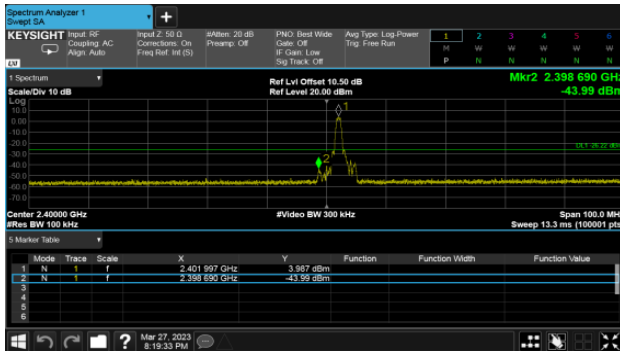 Spectrum Analyzer 1
Swept SA
KEYSIGHT Input: RF Input Z: 50 Ω #Atten: 20 dB PNO: Best Wide Avg Type: Log-Power 1 2 3 4 5 6
Coupling: AC Corrections: On Preamp: Off Gate: Off Trig: Free Run M W W W W W
Align: Auto Freq Ref: Int (S) IF Gain: Low
Sig Track: Off P N N N N N
LXI
1 Spectrum Ref Lvl Offset 10.50 dB Mkr2 2.398 690 GHz
Scale/Div 10 dB Ref Level 20.00 dBm -43.99 dBm
Log
10.0 1
0.00
-10.0
-20.0 DL1 -26.22 dBm
-30.0
-40.0 2
-50.0
-60.0
-70.0
Center 2.40000 GHz #Video BW 300 kHz Span 100.0 MHz
#Res BW 100 kHz Sweep 13.3 ms (100001 pts
5 Marker Table
Mode Trace Scale X Y Function Function Width Function Value
1 N 1 f 2.401 997 GHz 3.987 dBm
2 N 1 f 2.398 690 GHz -43.99 dBm
3
4
5
6
? Mar 27, 2023
8:19:33 PM